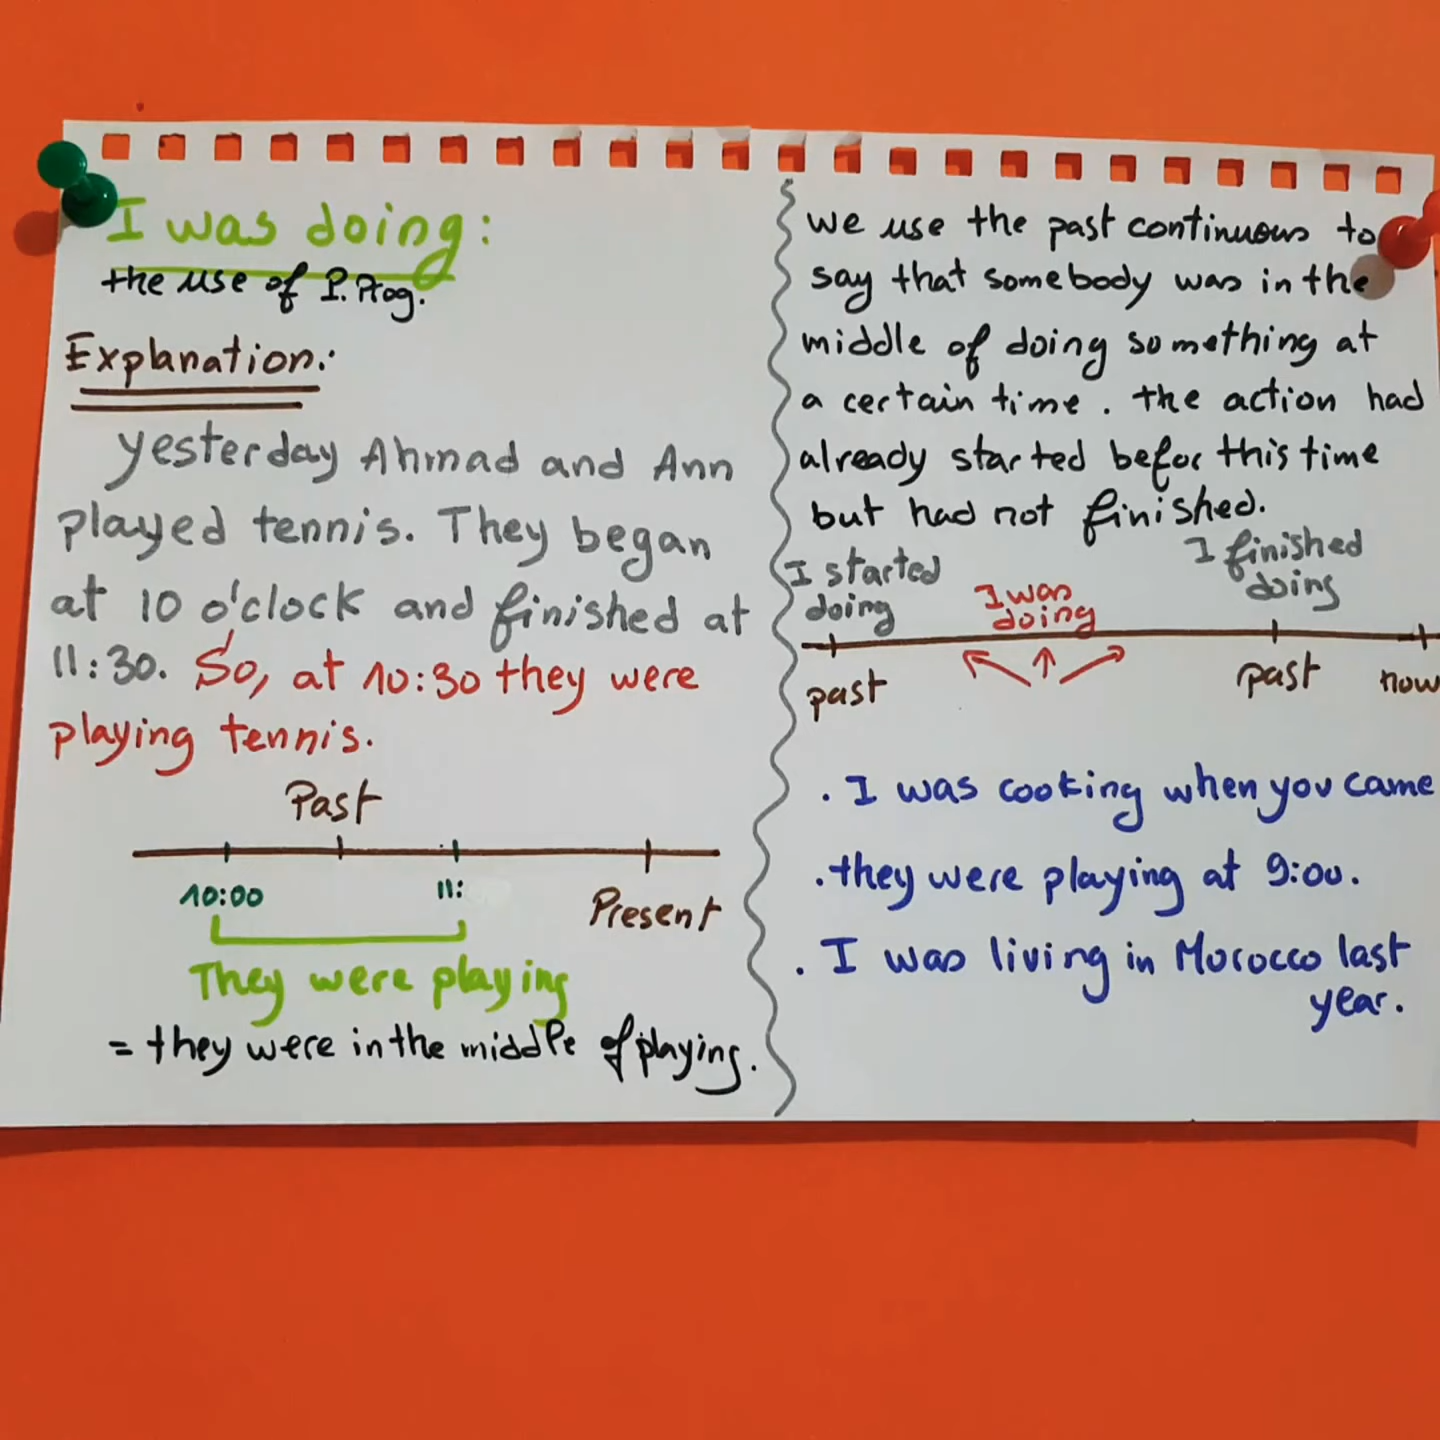 I was doing:
the use of P. Prog.
Explanation:
yesterday Ahmad and Ann
played tennis. They began
at 10 o'clock and finished at
11:30. So, at 10:30 they were
playing tennis.
Past
10:00 11:
Present
They were playing
= they were in the middle of playing.
we use the past continuous to
say that somebody was in the
middle of doing something at
a certain time. the action had
already started befor this time
but had not finished.
I started
doing
I was
doing
I finished
doing
past past now
. I was cooking when you came
. they were playing at 9:00.
. I was living in Morocco last
year.